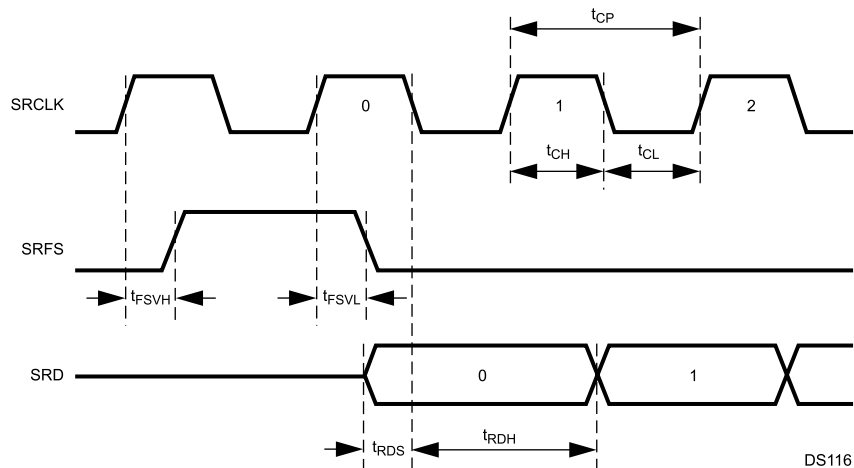 tCP
SRCLK
0
1
2
tCH
tCL
SRFS
tFSVH
tFSVL
SRD
0
1
tRDS
tRDH
DS116